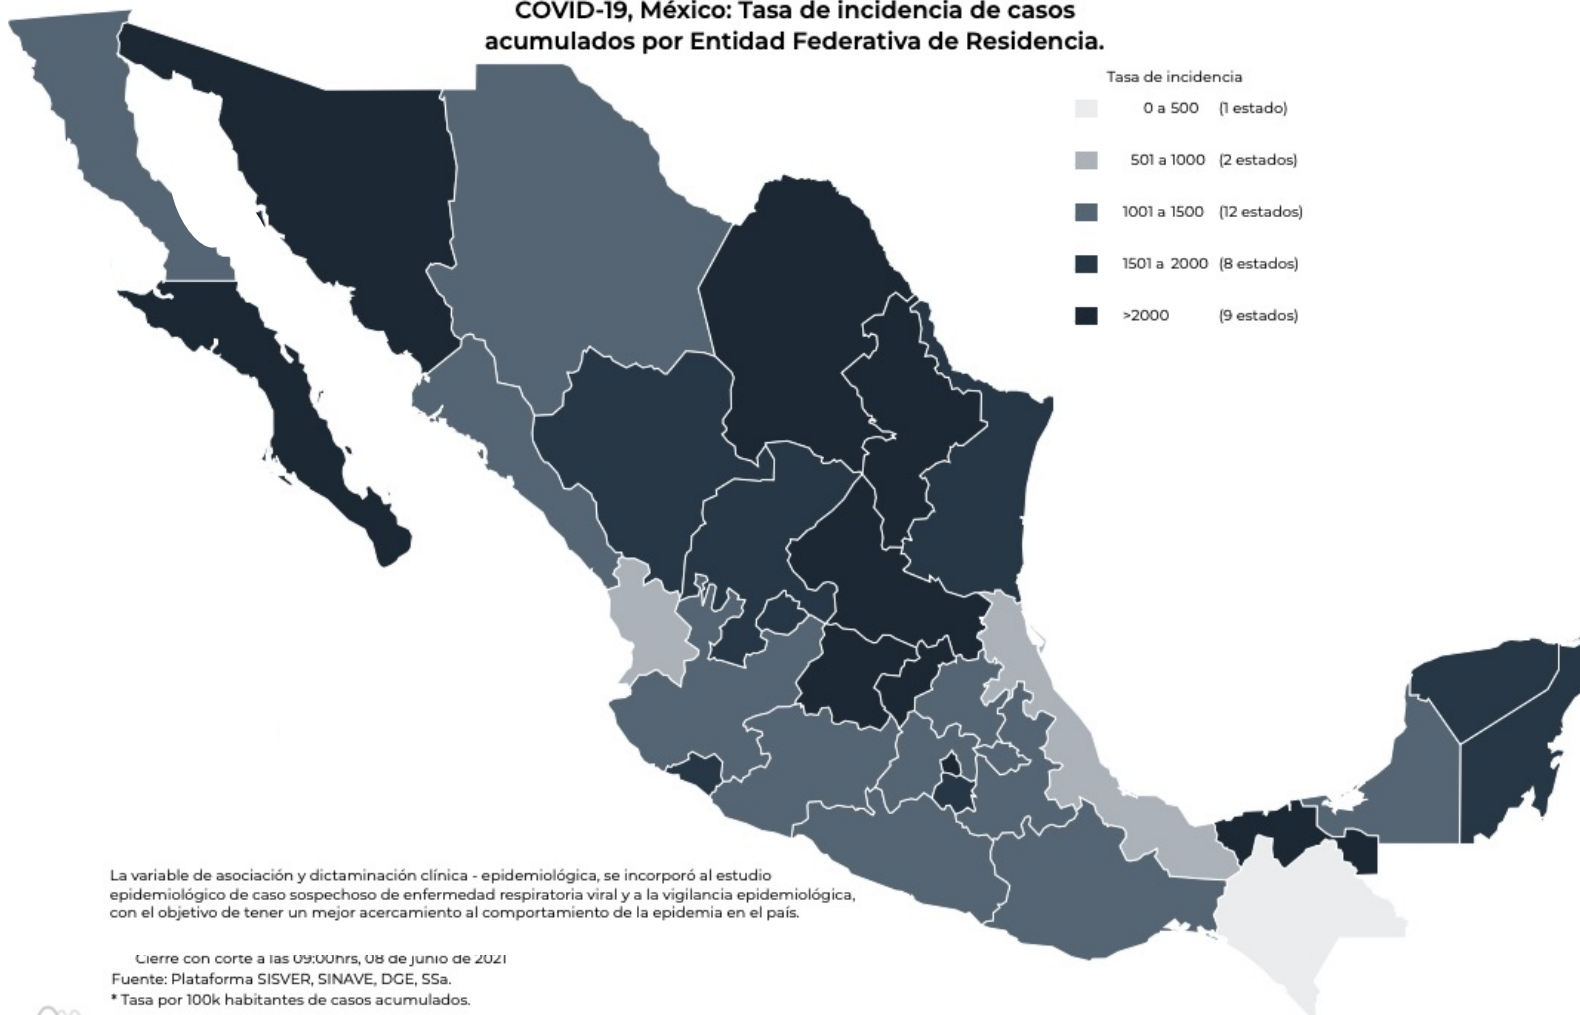 COVID-19, México: Tasa de incidencia de casos
acumulados por Entidad Federativa de Residencia.
Tasa de incidencia
0 a 500 (1 estado)
501 a 1000 (2 estados)
1001 a 1500 (12 estados)
1501 a 2000 (8 estados)
>2000 (9 estados)
La variable de asociación y dictaminación clínica - epidemiológica, se incorporó al estudio
epidemiológico de caso sospechoso de enfermedad respiratoria viral y a la vigilancia epidemiológica,
con el objetivo de tener un mejor acercamiento al comportamiento de la epidemia en el país.
Cierre con corte a las 09:00hrs, 08 de junio de 2021
Fuente: Plataforma SISVER, SINAVE, DGE, SSa.
* Tasa por 100k habitantes de casos acumulados.